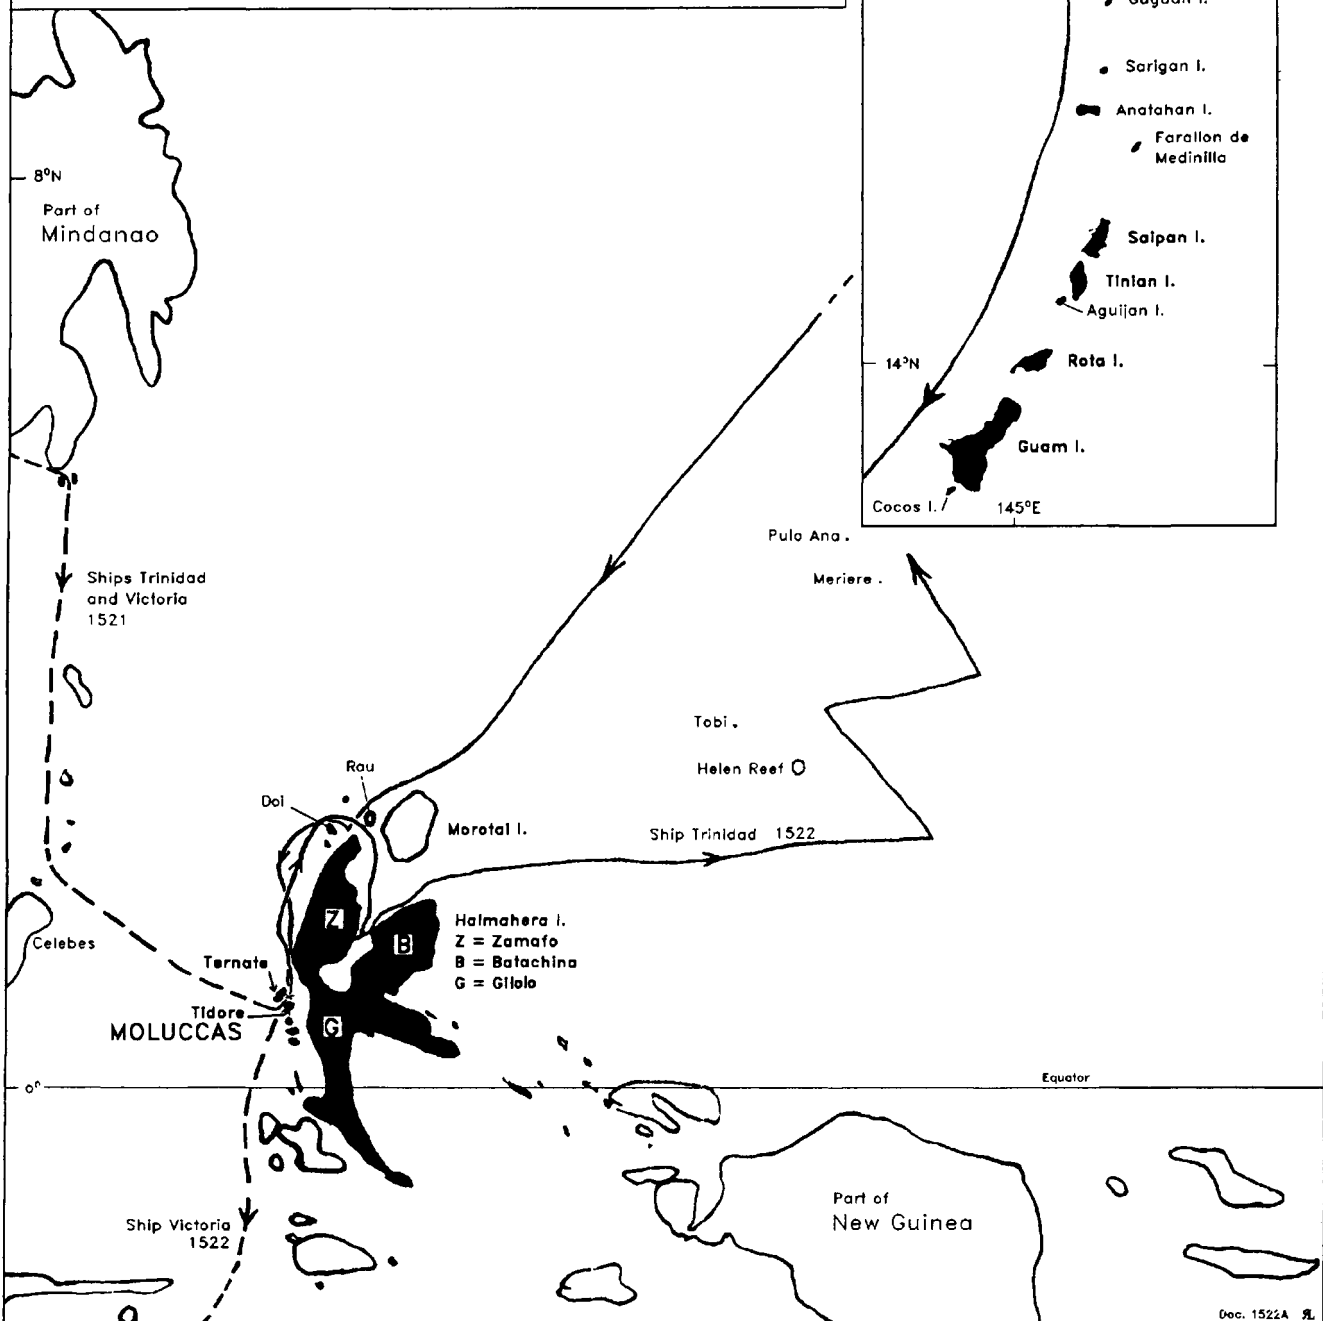 Guguan I.
Sarigan I.
Anatahan I.
Farallon de
Medinilla
8°N
Part of
Mindanao
Saipan I.
Tinian I.
Aguijan I.
14°N
Rota I.
Guam I.
Cocos I.
145°E
Pulo Ana
Meriere
Ships Trinidad
and Victoria
1521
Tobi
Helen Reef
Rau
Doi
Morotai I.
Ship Trinidad 1522
Z
B
G
Halmahera I.
Z = Zamafo
B = Batachina
G = Gilolo
Celebes
Ternate
Tidore
MOLUCCAS
0°
Equator
Part of
New Guinea
Ship Victoria
1522
Doc. 1522A RL